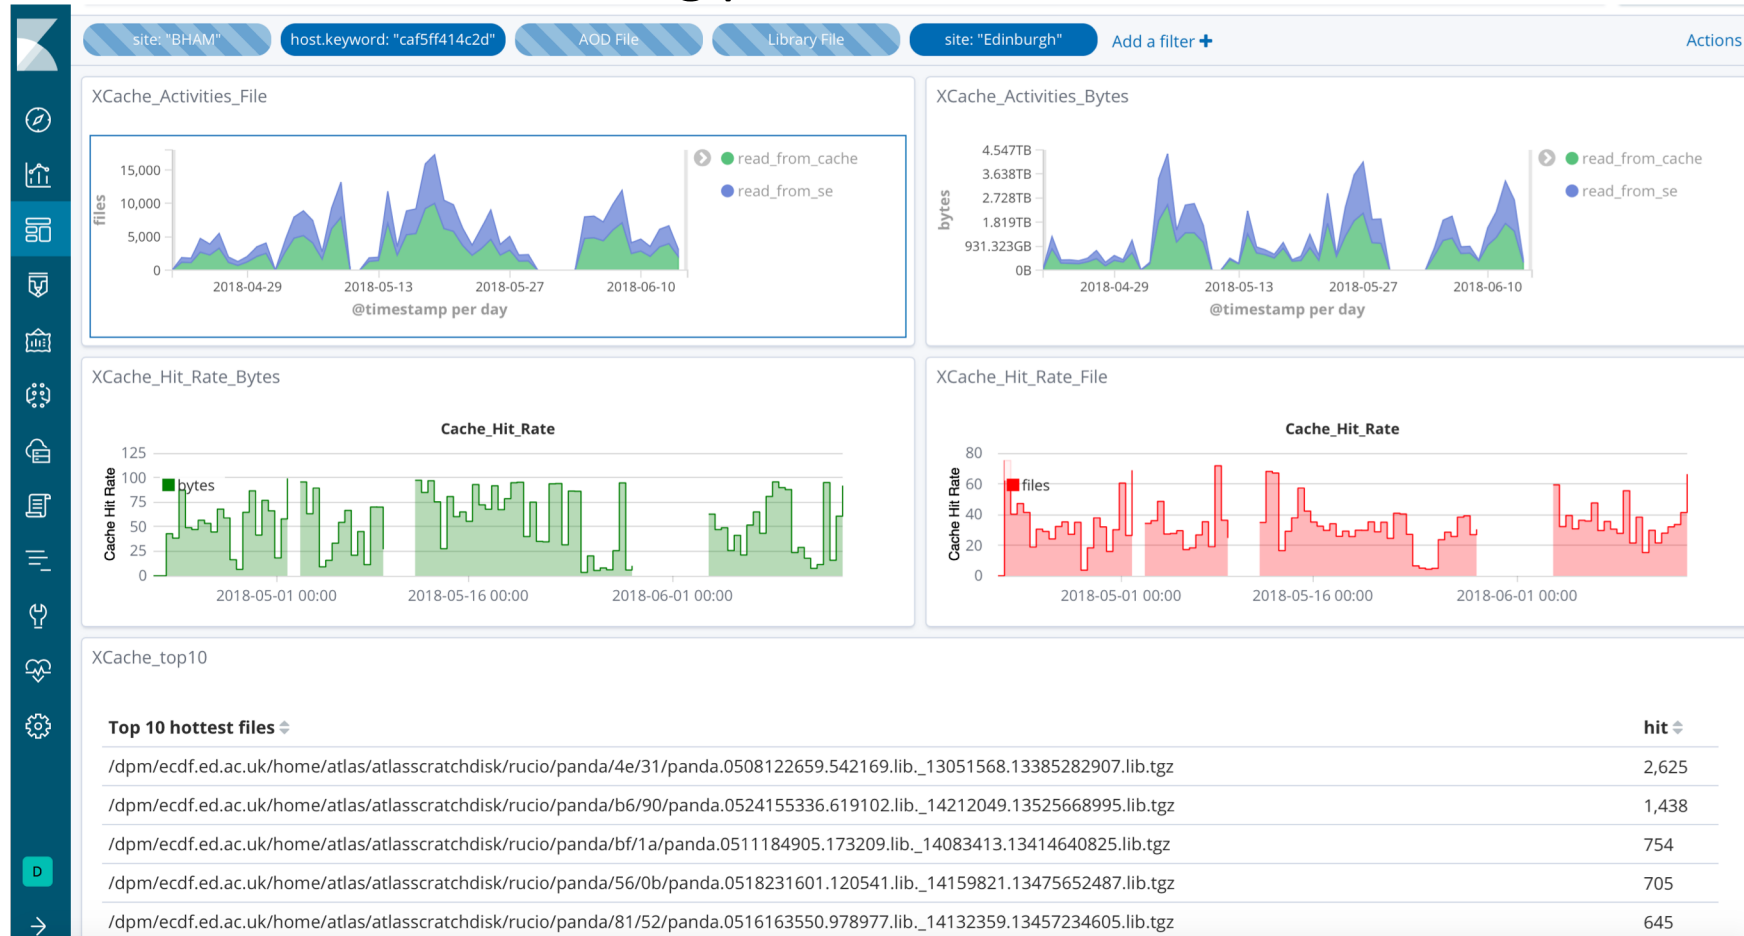 site: "BHAM" host.keyword: "caf5ff414c2d" AOD File Library File site: "Edinburgh" Add a filter + Actions
XCache_Activities_File
15,000
10,000
5,000
0
files
2018-04-29 2018-05-13 2018-05-27 2018-06-10
@timestamp per day
read_from_cache
read_from_se
XCache_Activities_Bytes
4.547TB
3.638TB
2.728TB
1.819TB
931.323GB
0B
bytes
2018-04-29 2018-05-13 2018-05-27 2018-06-10
@timestamp per day
read_from_cache
read_from_se
XCache_Hit_Rate_Bytes
Cache_Hit_Rate
125
100
75
50
25
0
Cache Hit Rate
bytes
2018-05-01 00:00 2018-05-16 00:00 2018-06-01 00:00
XCache_Hit_Rate_File
Cache_Hit_Rate
80
60
40
20
0
Cache Hit Rate
files
2018-05-01 00:00 2018-05-16 00:00 2018-06-01 00:00
XCache_top10
Top 10 hottest files hit
/dpm/ecdf.ed.ac.uk/home/atlas/atlasscratchdisk/rucio/panda/4e/31/panda.0508122659.542169.lib._13051568.13385282907.lib.tgz 2,625
/dpm/ecdf.ed.ac.uk/home/atlas/atlasscratchdisk/rucio/panda/b6/90/panda.0524155336.619102.lib._14212049.13525668995.lib.tgz 1,438
/dpm/ecdf.ed.ac.uk/home/atlas/atlasscratchdisk/rucio/panda/bf/1a/panda.0511184905.173209.lib._14083413.13414640825.lib.tgz 754
/dpm/ecdf.ed.ac.uk/home/atlas/atlasscratchdisk/rucio/panda/56/0b/panda.0518231601.120541.lib._14159821.13475652487.lib.tgz 705
/dpm/ecdf.ed.ac.uk/home/atlas/atlasscratchdisk/rucio/panda/81/52/panda.0516163550.978977.lib._14132359.13457234605.lib.tgz 645
D